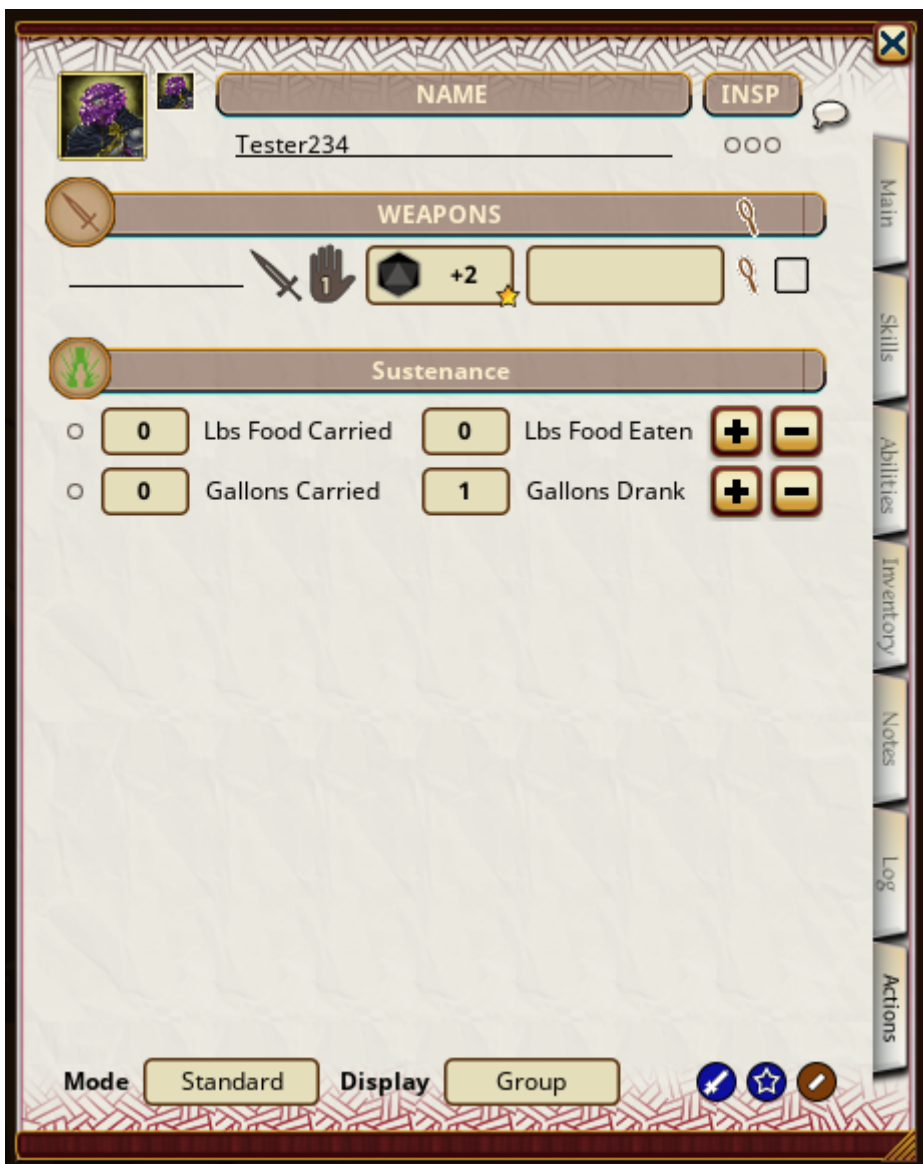 NAME INSP
Tester234
WEAPONS
1 +2
Sustenance
0 Lbs Food Carried 0 Lbs Food Eaten + −
0 Gallons Carried 1 Gallons Drank + −
Mode Standard Display Group
Main
Skills
Abilities
Inventory
Notes
Log
Actions